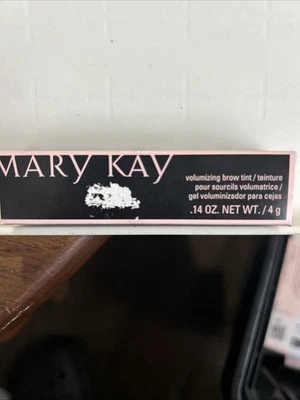 MARY KAY
volumizing brow tint / teinture
pour sourcils volumatrice /
gel voluminizador para cejas
.14 OZ. NET WT. / 4 g